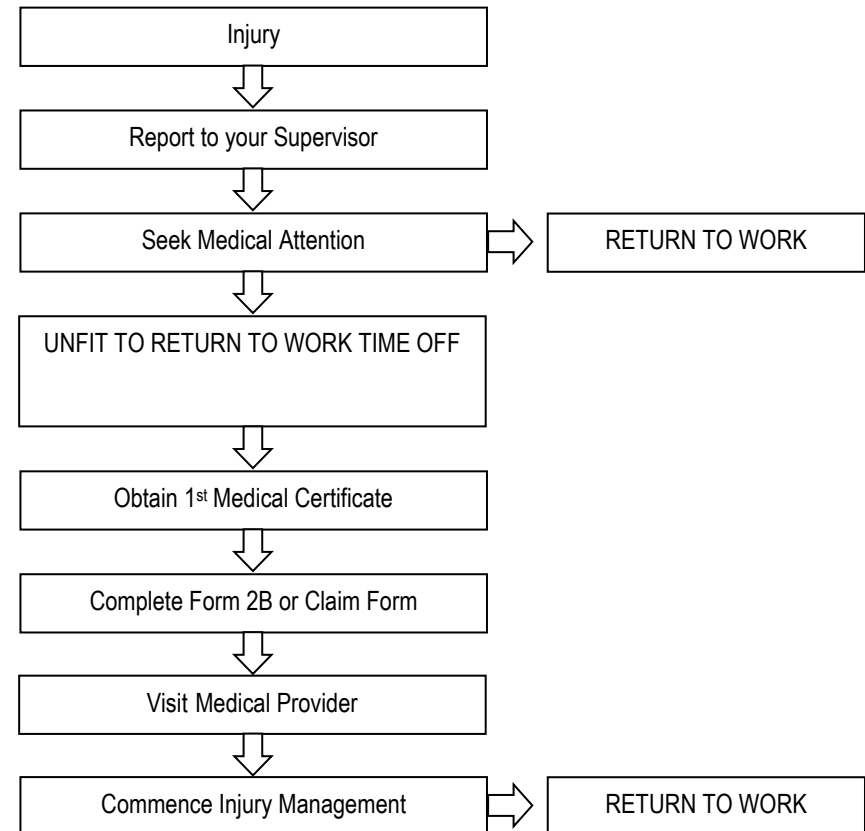 Injury
Report to your Supervisor
Seek Medical Attention
RETURN TO WORK
UNFIT TO RETURN TO WORK TIME OFF
Obtain 1st Medical Certificate
Complete Form 2B or Claim Form
Visit Medical Provider
Commence Injury Management
RETURN TO WORK